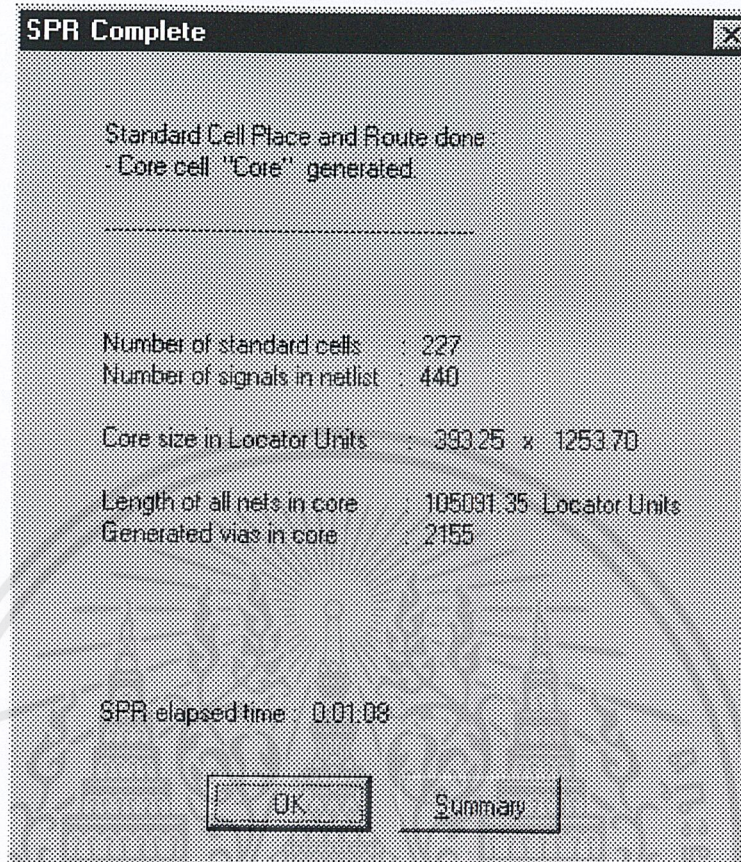 SPR Complete
Standard Cell Place and Route done :
- Core cell "Core" generated.
Number of standard cells : 227
Number of signals in netlist : 440
Core size in Locator Units : 393.25 x 1253.70
Length of all nets in core : 105091.35 Locator Units
Generated vias in core : 2155
SPR elapsed time : 0:01:08
OK
Summary